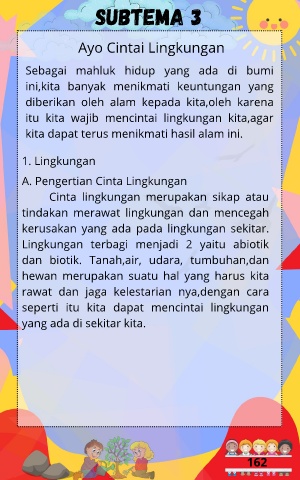 SUBTEMA 3
Ayo Cintai Lingkungan
Sebagai mahluk hidup yang ada di bumi
ini,kita banyak menikmati keuntungan yang
diberikan oleh alam kepada kita,oleh karena
itu kita wajib mencintai lingkungan kita,agar
kita dapat terus menikmati hasil alam ini.
1. Lingkungan
A. Pengertian Cinta Lingkungan
Cinta lingkungan merupakan sikap atau
tindakan merawat lingkungan dan mencegah
kerusakan yang ada pada lingkungan sekitar.
Lingkungan terbagi menjadi 2 yaitu abiotik
dan biotik. Tanah,air, udara, tumbuhan,dan
hewan merupakan suatu hal yang harus kita
rawat dan jaga kelestarian nya,dengan cara
seperti itu kita dapat mencintai lingkungan
yang ada di sekitar kita.
162